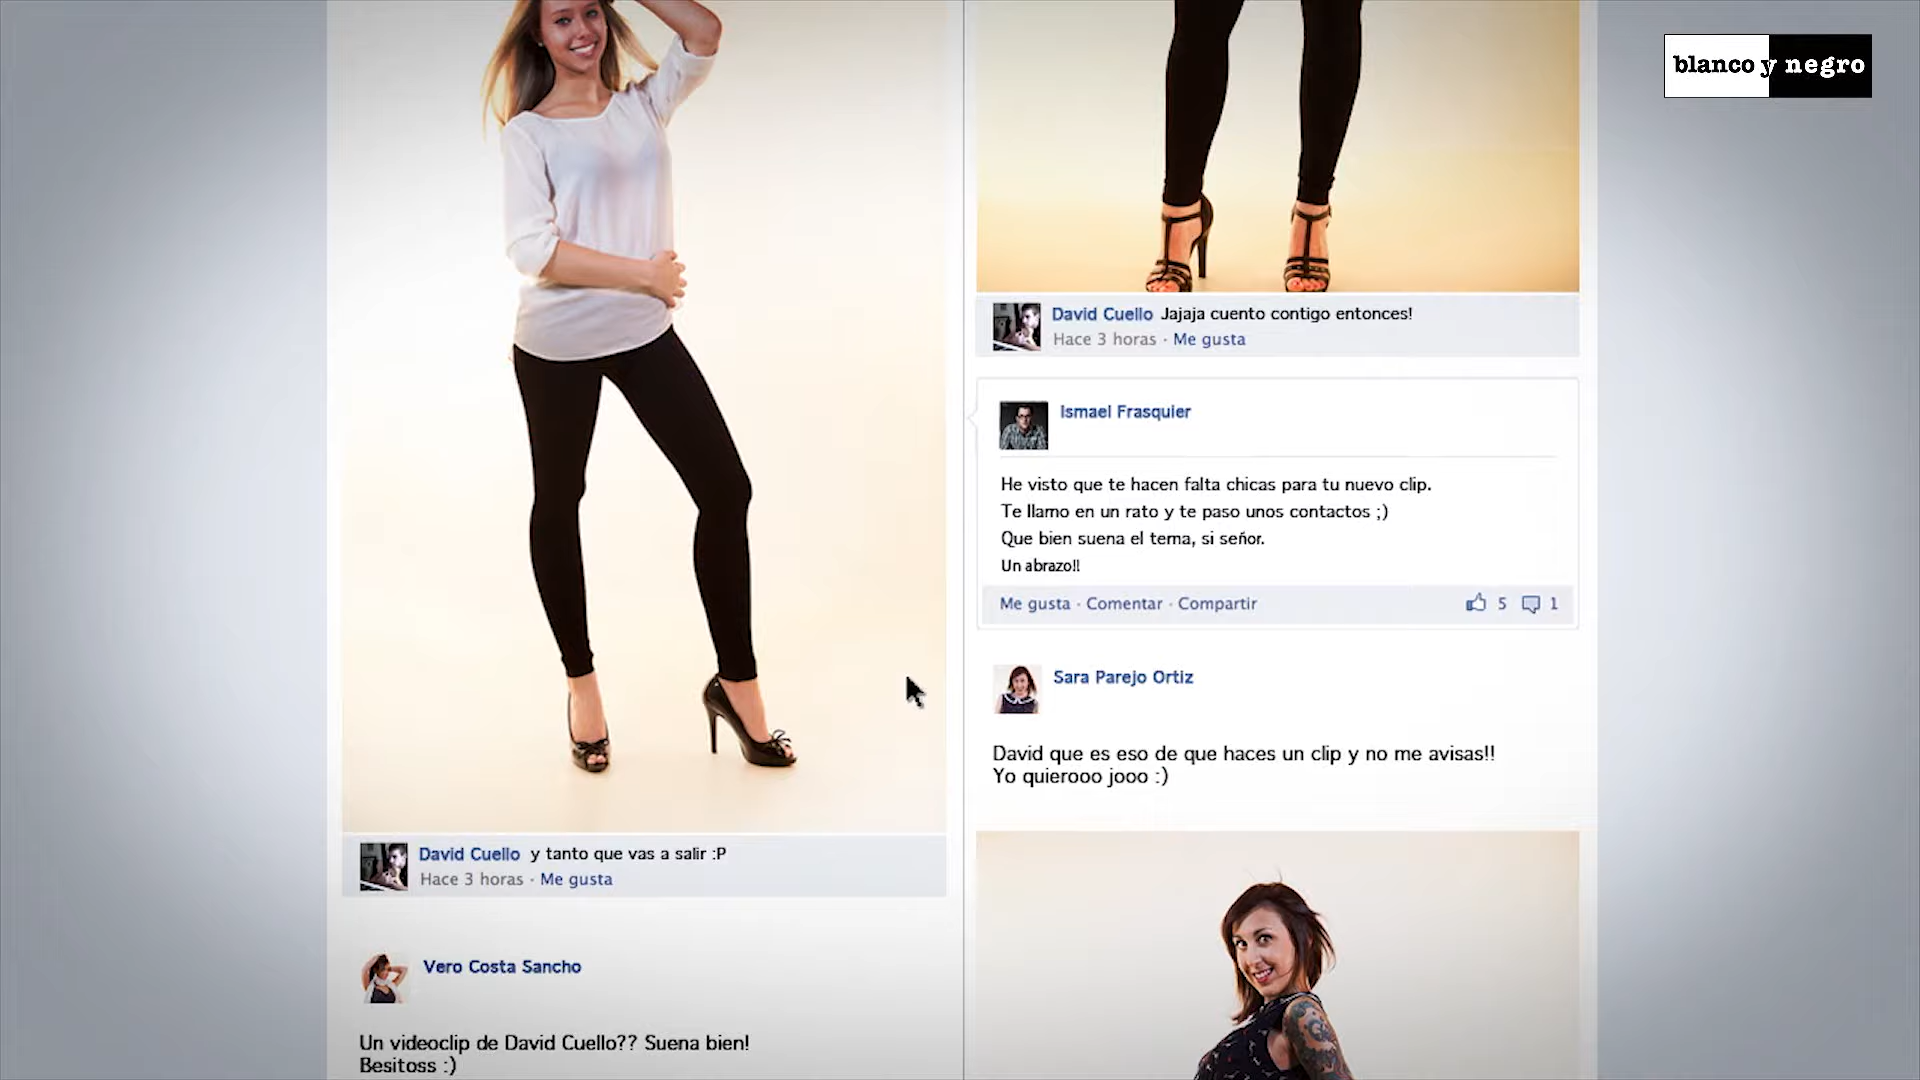 blanco y negro
David Cuello y tanto que vas a salir :P
Hace 3 horas · Me gusta
Vero Costa Sancho
Un videoclip de David Cuello?? Suena bien!
Besitoss :)
David Cuello Jajaja cuento contigo entonces!
Hace 3 horas · Me gusta
Ismael Frasquier
He visto que te hacen falta chicas para tu nuevo clip.
Te llamo en un rato y te paso unos contactos ;)
Que bien suena el tema, si señor.
Un abrazo!!
Me gusta · Comentar · Compartir 5 1
Sara Parejo Ortiz
David que es eso de que haces un clip y no me avisas!!
Yo quierooo jooo :)